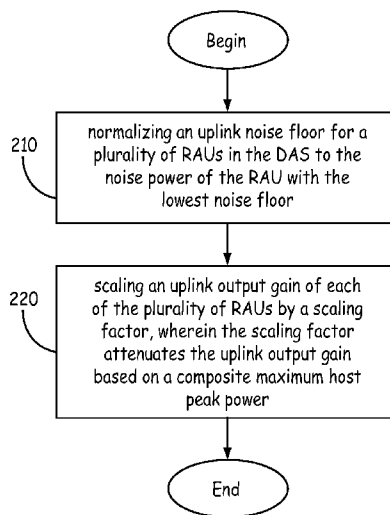 Begin
210
normalizing an uplink noise floor for a
plurality of RAUs in the DAS to the
noise power of the RAU with the
lowest noise floor
220
scaling an uplink output gain of each
of the plurality of RAUs by a scaling
factor, wherein the scaling factor
attenuates the uplink output gain
based on a composite maximum host
peak power
End